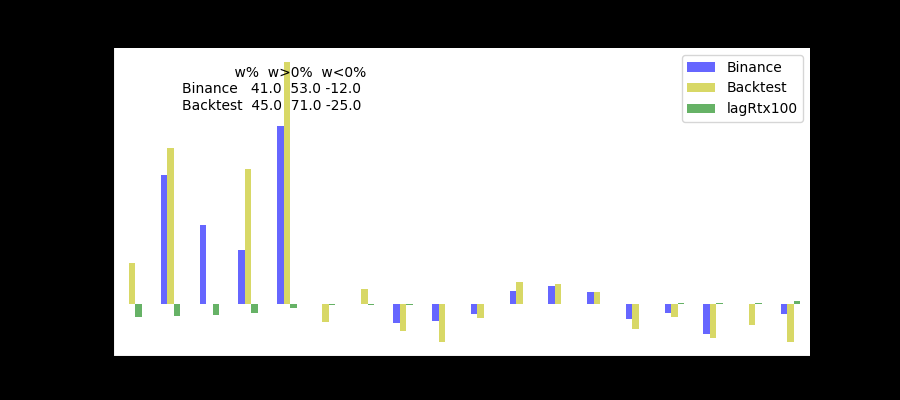 w%  w>0%  w<0%
Binance   41.0  53.0 -12.0
Backtest  45.0  71.0 -25.0
Binance
Backtest
lagRtx100